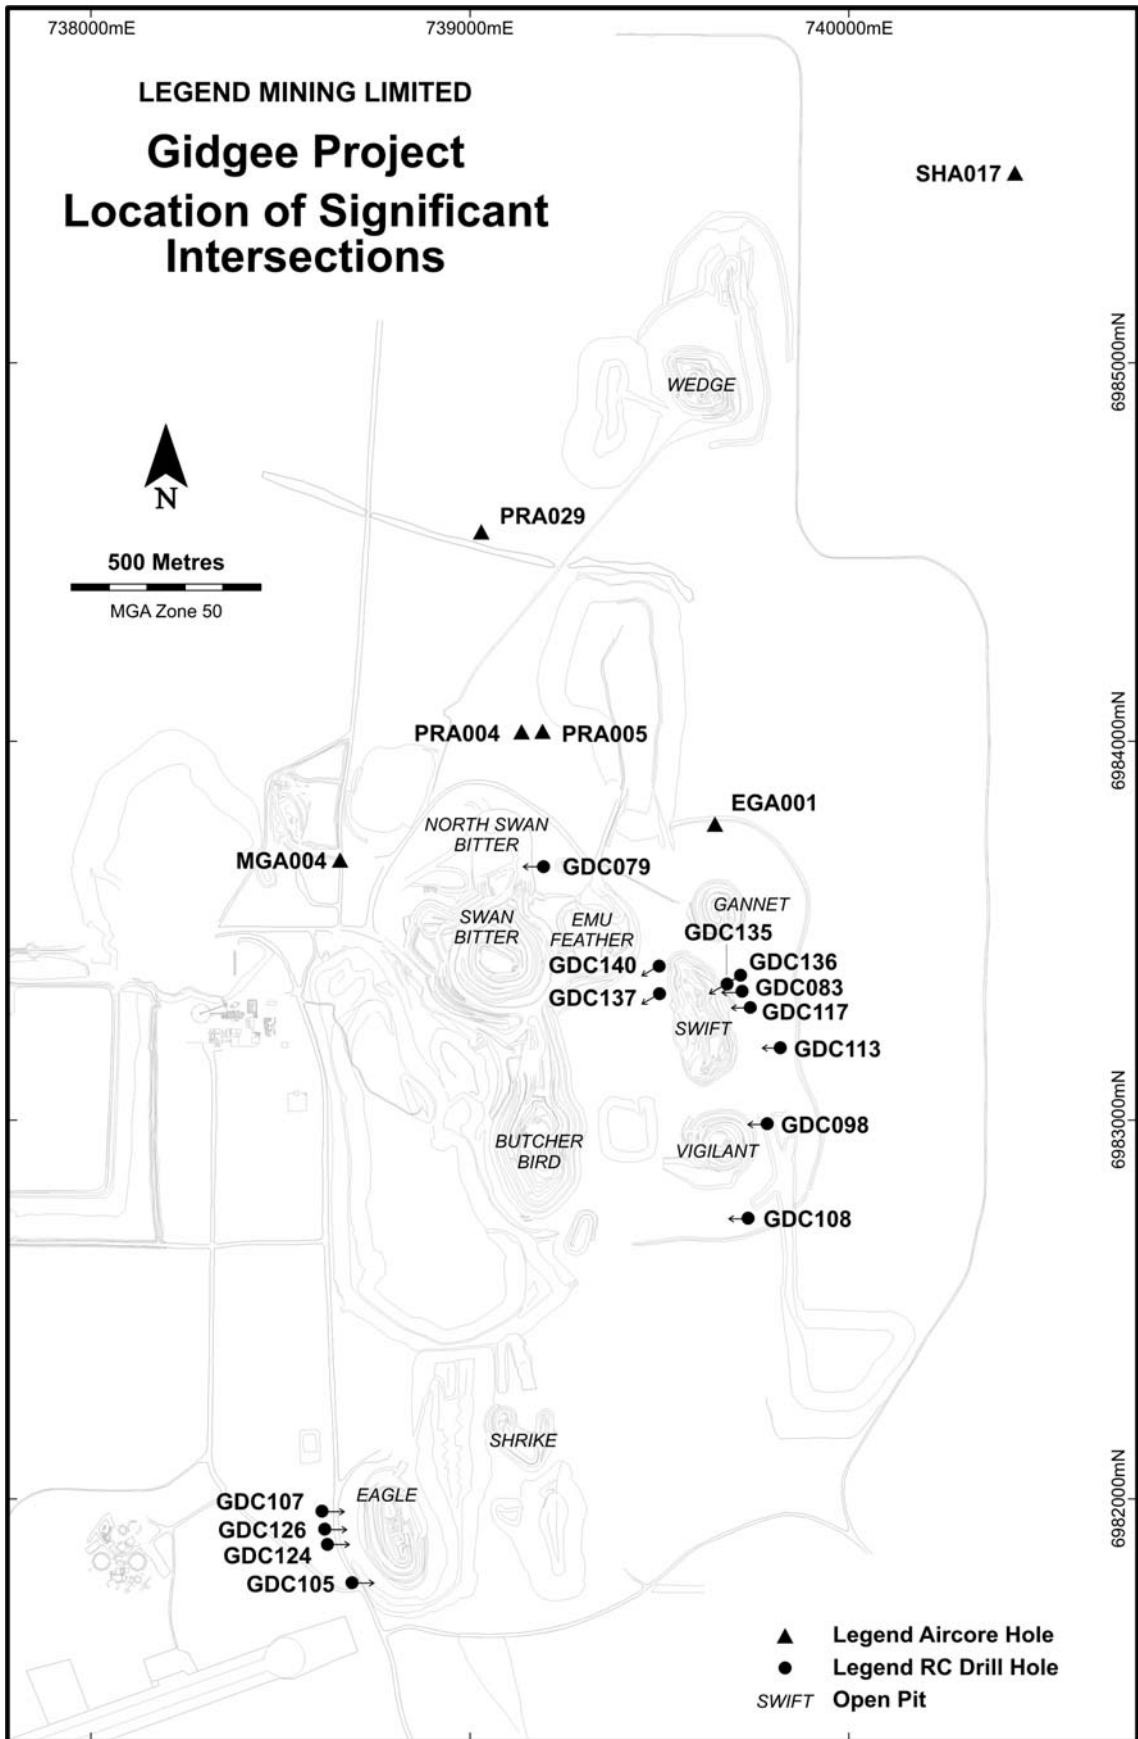 738000mE
739000mE
740000mE
LEGEND MINING LIMITED
Gidgee Project
Location of Significant
Intersections
SHA017
6985000mN
WEDGE
N
PRA029
500 Metres
MGA Zone 50
PRA004
PRA005
6984000mN
EGA001
NORTH SWAN
BITTER
MGA004
GDC079
GANNET
SWAN
BITTER
EMU
FEATHER
GDC135
GDC140
GDC136
GDC083
GDC137
GDC117
SWIFT
GDC113
6983000mN
GDC098
BUTCHER
BIRD
VIGILANT
GDC108
SHRIKE
EAGLE
6982000mN
GDC107
GDC126
GDC124
GDC105
Legend Aircore Hole
Legend RC Drill Hole
SWIFT Open Pit